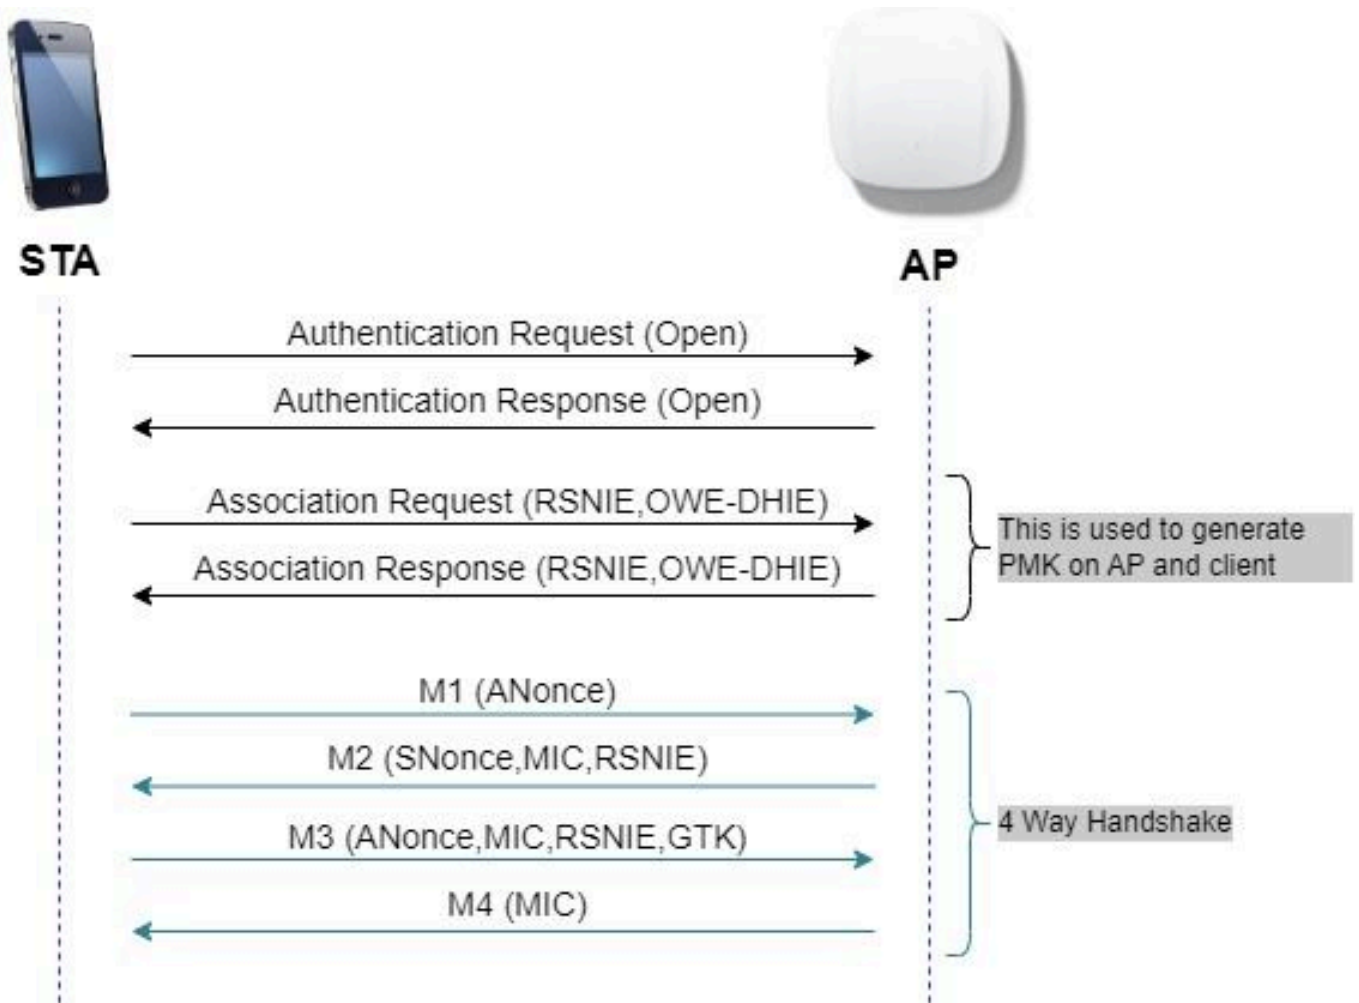 STA
AP
Authentication Request (Open)
Authentication Response (Open)
Association Request (RSNIE,OWE-DHIE)
Association Response (RSNIE,OWE-DHIE)
This is used to generate
PMK on AP and client
M1 (ANonce)
M2 (SNonce,MIC,RSNIE)
M3 (ANonce,MIC,RSNIE,GTK)
4 Way Handshake
M4 (MIC)